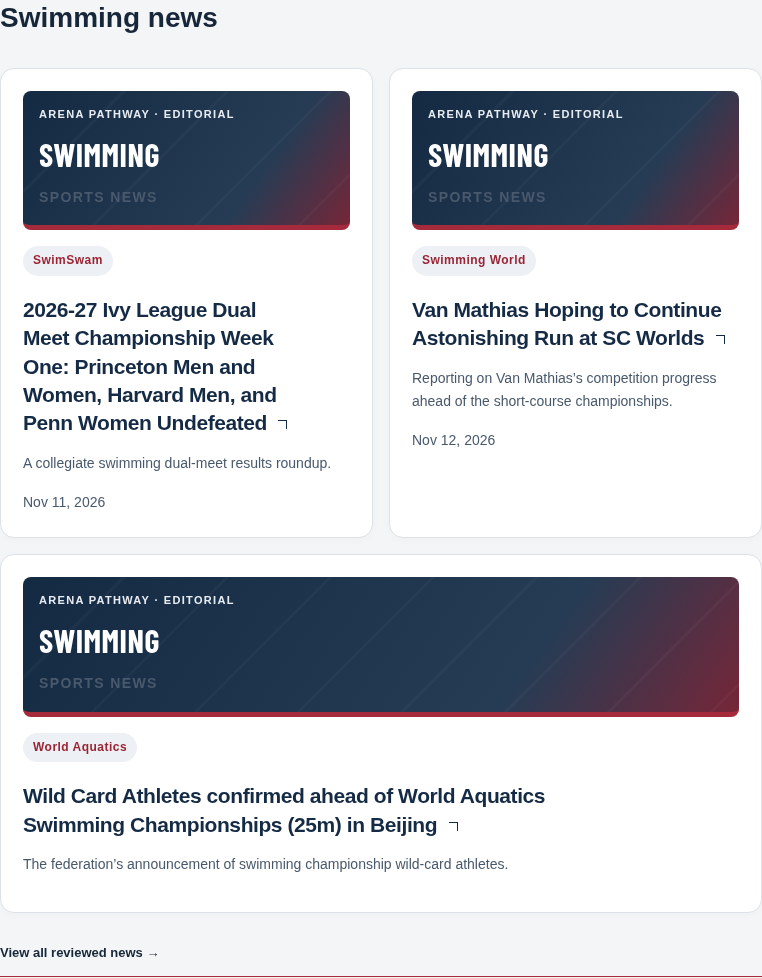 Swimming news
ARENA PATHWAY · EDITORIAL
SWIMMING
SPORTS NEWS
SwimSwam
2026-27 Ivy League Dual
Meet Championship Week
One: Princeton Men and
Women, Harvard Men, and
Penn Women Undefeated
A collegiate swimming dual-meet results roundup.
Nov 11, 2026
ARENA PATHWAY · EDITORIAL
SWIMMING
SPORTS NEWS
Swimming World
Van Mathias Hoping to Continue
Astonishing Run at SC Worlds
Reporting on Van Mathias’s competition progress
ahead of the short-course championships.
Nov 12, 2026
ARENA PATHWAY · EDITORIAL
SWIMMING
SPORTS NEWS
World Aquatics
Wild Card Athletes confirmed ahead of World Aquatics
Swimming Championships (25m) in Beijing
The federation’s announcement of swimming championship wild-card athletes.
View all reviewed news →